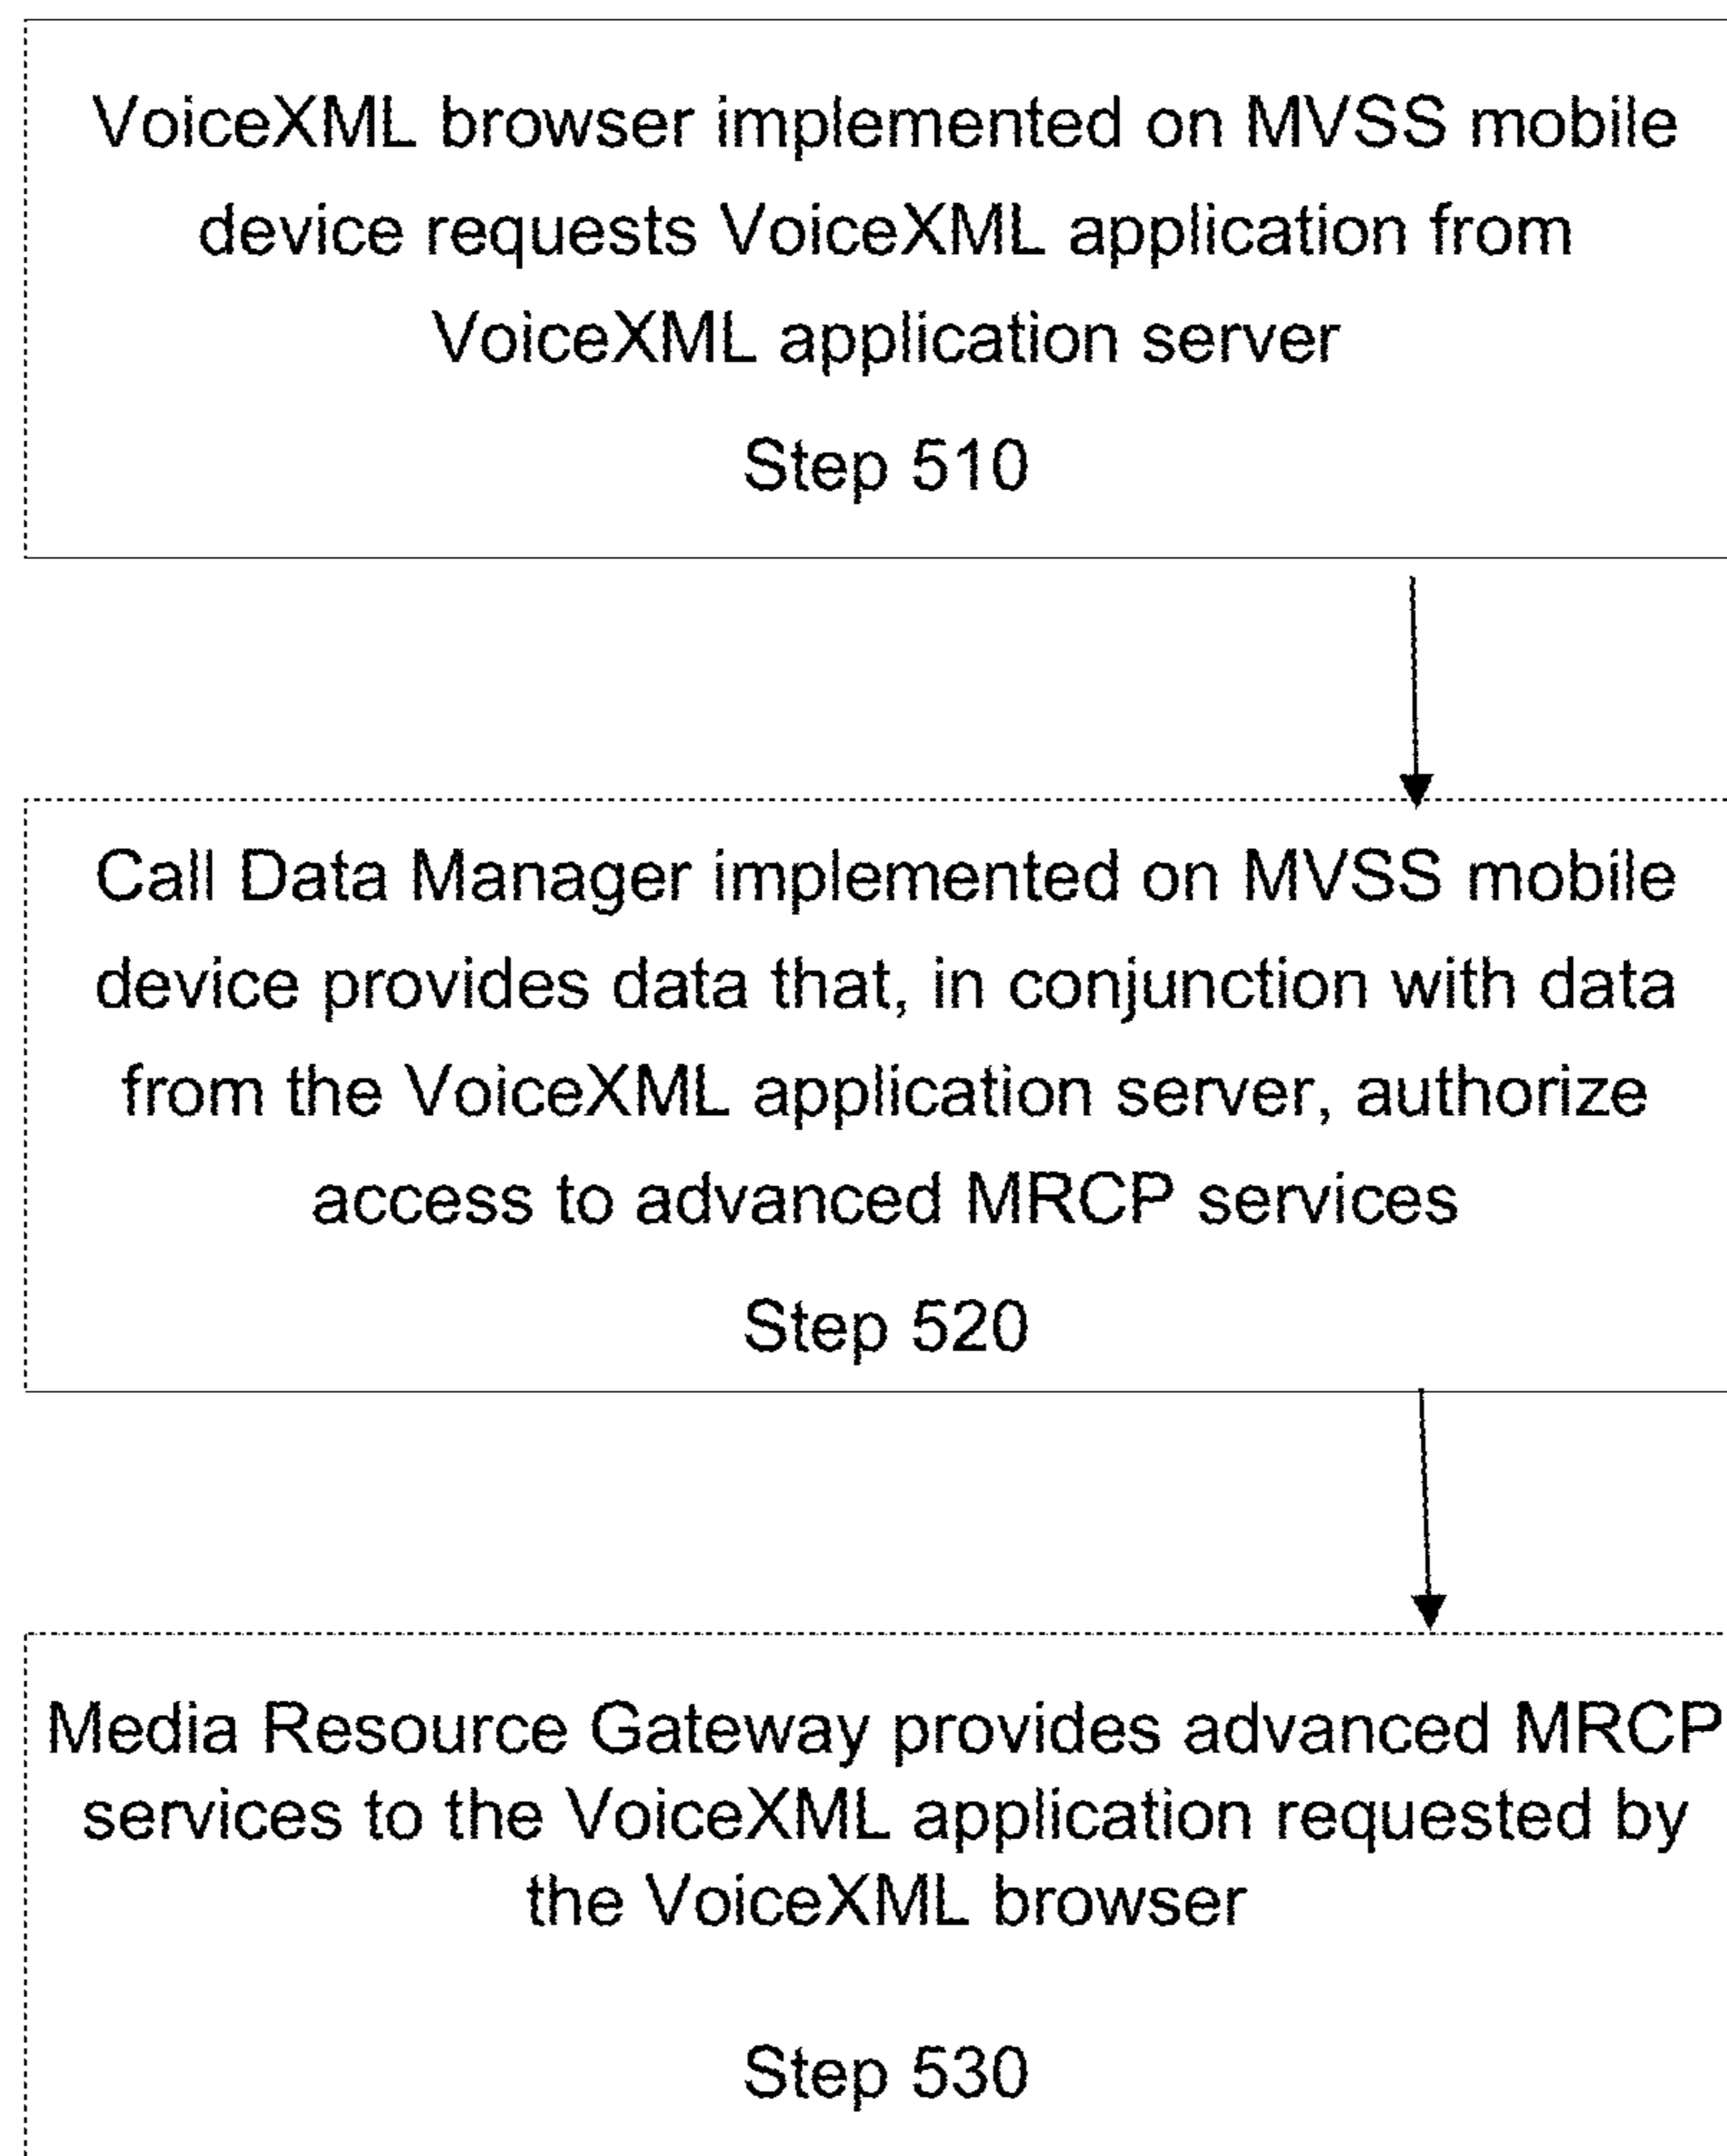 VoiceXML browser implemented on MVSS mobile
device requests VoiceXML application from
VoiceXML application server
Step 510
Call Data Manager implemented on MVSS mobile
device provides data that, in conjunction with data
from the VoiceXML application server, authorize
access to advanced MRCP services
Step 520
Media Resource Gateway provides advanced MRCP
services to the VoiceXML application requested by
the VoiceXML browser
Step 530